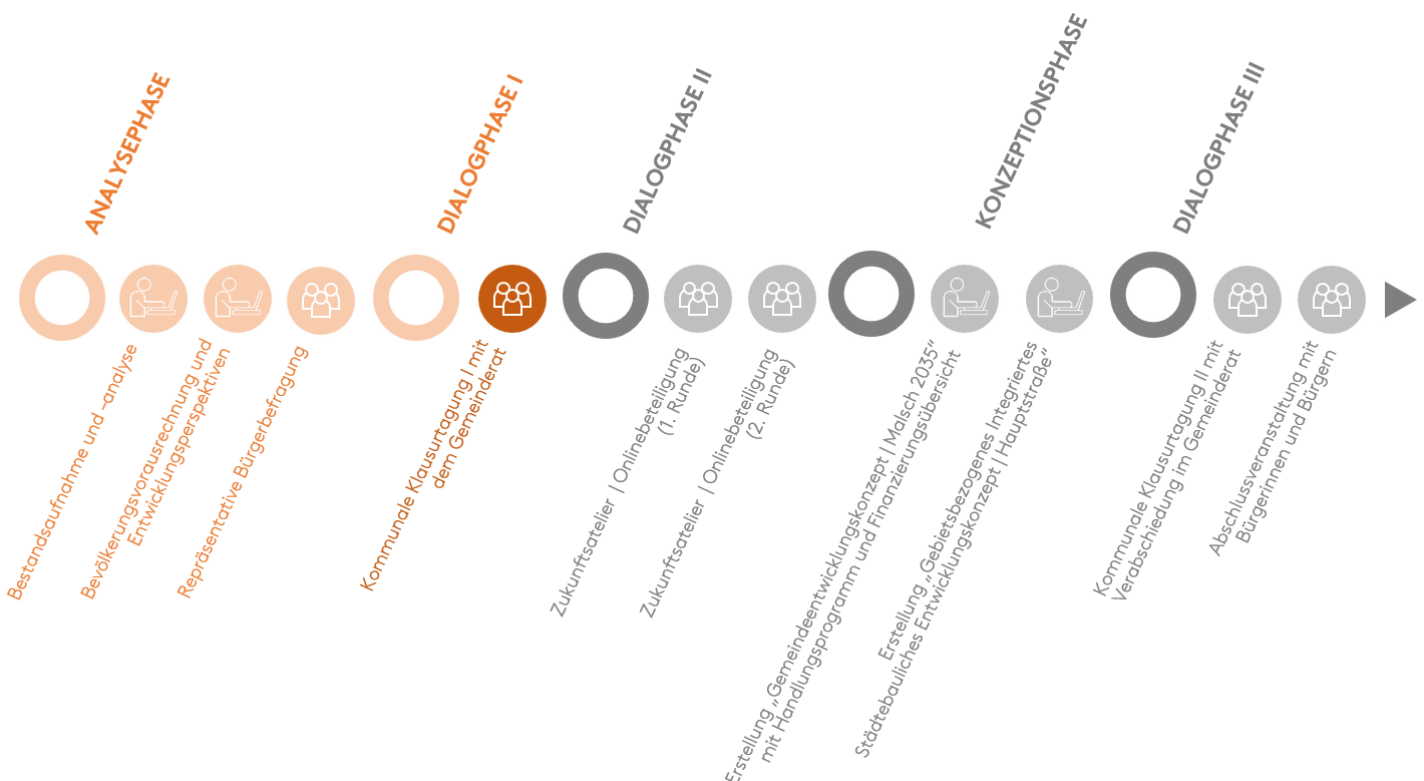 ANALYSEPHASE
Bestandsaufnahme und -analyse
Bevölkerungsvorausrechnung und
Entwicklungsperspektiven
Repräsentative Bürgerbefragung
DIALOGPHASE I
Kommunale Klausurtagung I mit
dem Gemeinderat
DIALOGPHASE II
Zukunftsatelier | Onlinebeteiligung
(1. Runde)
Zukunftsatelier | Onlinebeteiligung
(2. Runde)
KONZEPTIONSPHASE
Erstellung „Gemeindeentwicklungskonzept | Malsch 2035“
mit Handlungsprogramm und Finanzierungsübersicht
Erstellung „Gebietsbezogenes Integriertes
Städtebauliches Entwicklungskonzept | Hauptstraße“
DIALOGPHASE III
Kommunale Klausurtagung II mit
Verabschiedung im Gemeinderat
Abschlussveranstaltung mit
Bürgerinnen und Bürgern